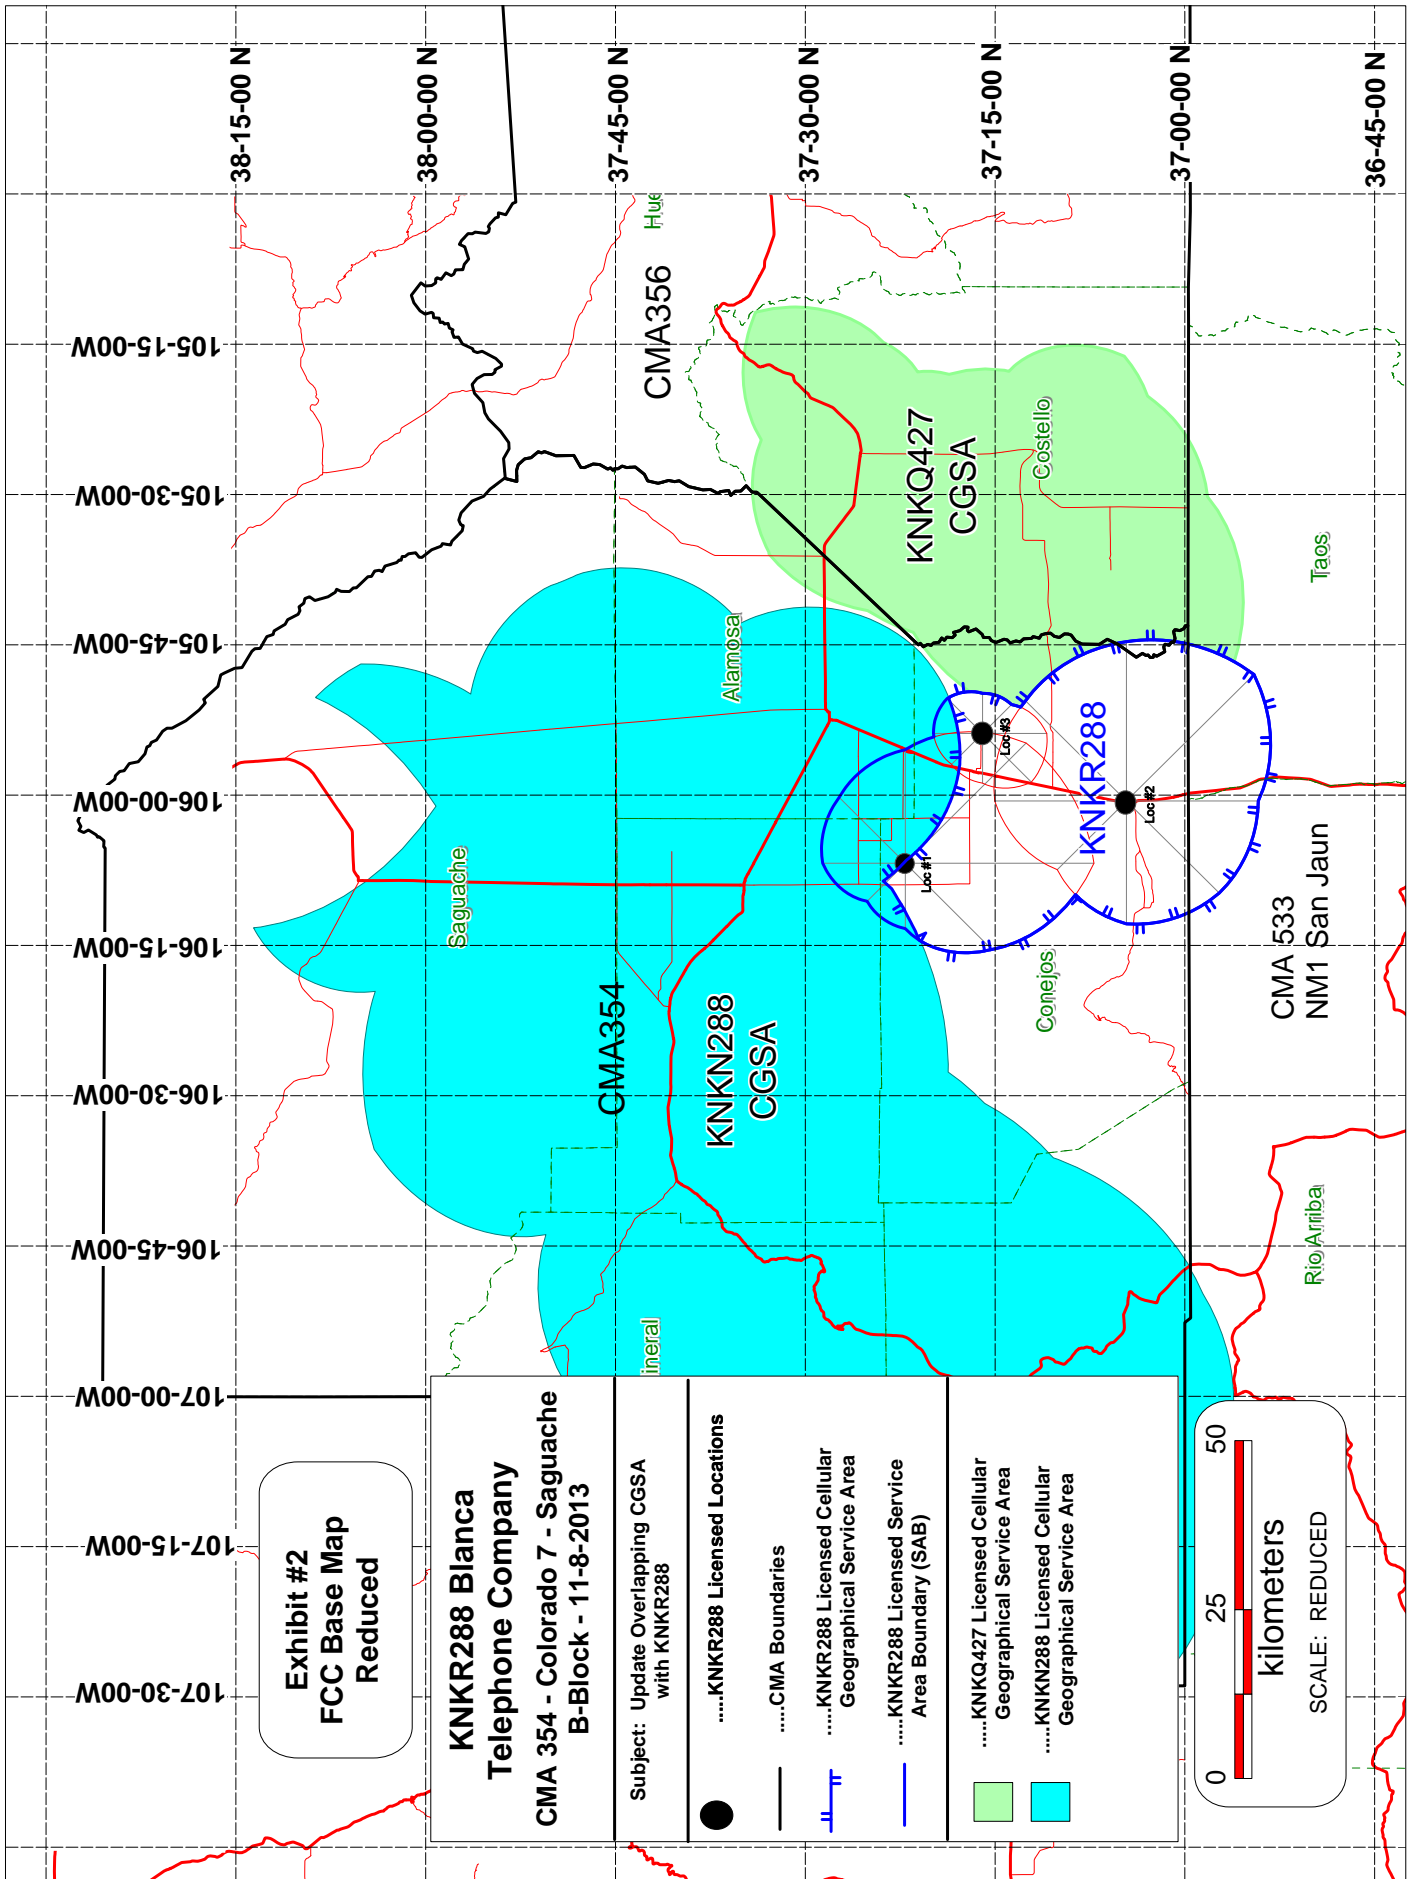 Exhibit #2
FCC Base Map
Reduced
KNKR288 Blanca
Telephone Company
CMA 354 - Colorado 7 - Saguache
B-Block - 11-8-2013
Subject: Update Overlapping CGSA
with KNKR288
.....KNKR288 Licensed Locations
.....CMA Boundaries
.....KNKR288 Licensed Cellular
Geographical Service Area
.....KNKR288 Licensed Service
Area Boundary (SAB)
.....KNKQ427 Licensed Cellular
Geographical Service Area
.....KNKN288 Licensed Cellular
Geographical Service Area
0 25 50
kilometers
SCALE: REDUCED
107-30-00W
107-15-00W
107-00-00W
106-45-00W
106-30-00W
106-15-00W
106-00-00W
105-45-00W
105-30-00W
105-15-00W
38-15-00 N
38-00-00 N
37-45-00 N
37-30-00 N
37-15-00 N
37-00-00 N
36-45-00 N
Saguache
CMA354
KNKN288
CGSA
ineral
Alamosa
CMA356
Hue
KNKQ427
CGSA
Costello
Conejos
KNKR288
Loc #1
Loc #2
Loc #3
CMA 533
NM1 San Jaun
Rio Arriba
Taos